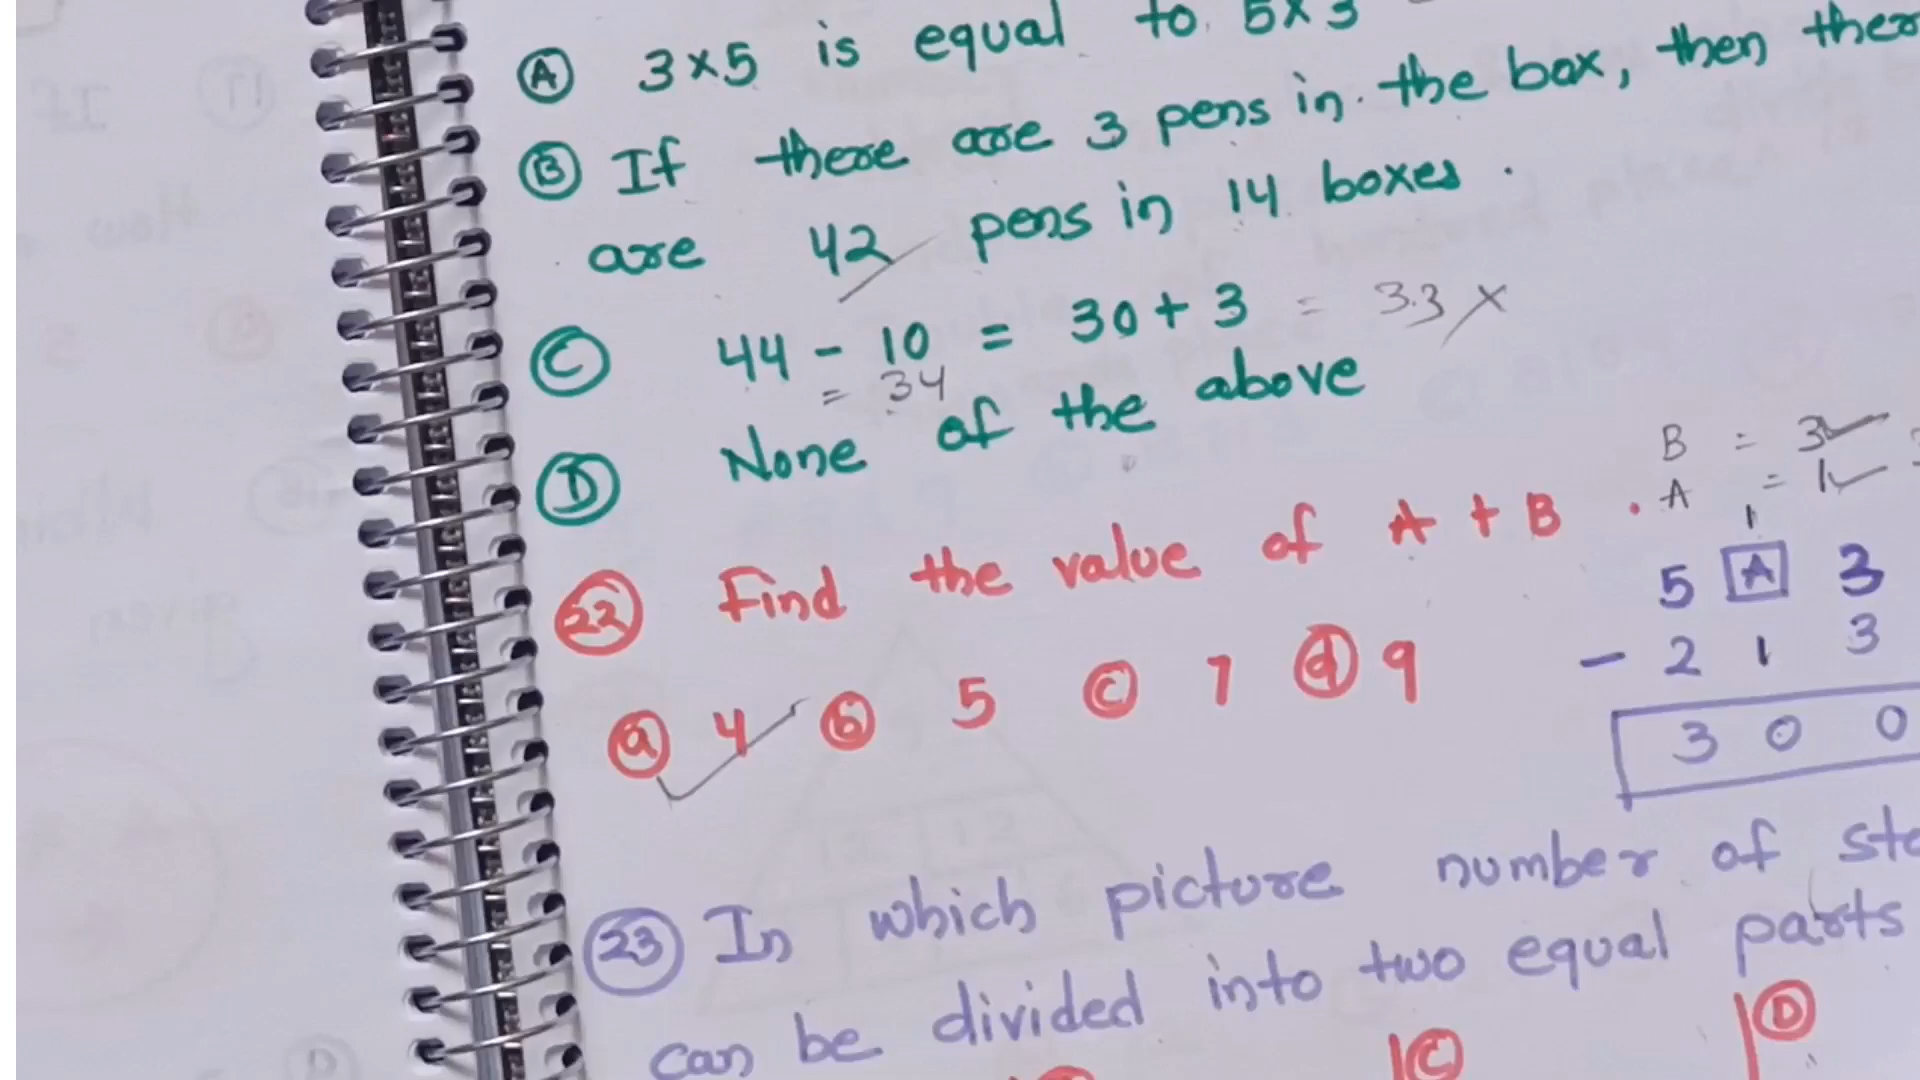 A 3×5 is equal to 5×3
B If there are 3 pens in the box, then
are 42 pens in 14 boxes.
C 44 - 10 = 30 + 3 = 33 ×
= 34
D None of the above
B = 3
A = 1
22 Find the value of A + B.
1
5 A 3
- 2 1 3
3 0 0
a 4 b 5 c 7 d 9
23 In which picture number of
can be divided into two equal parts
C D